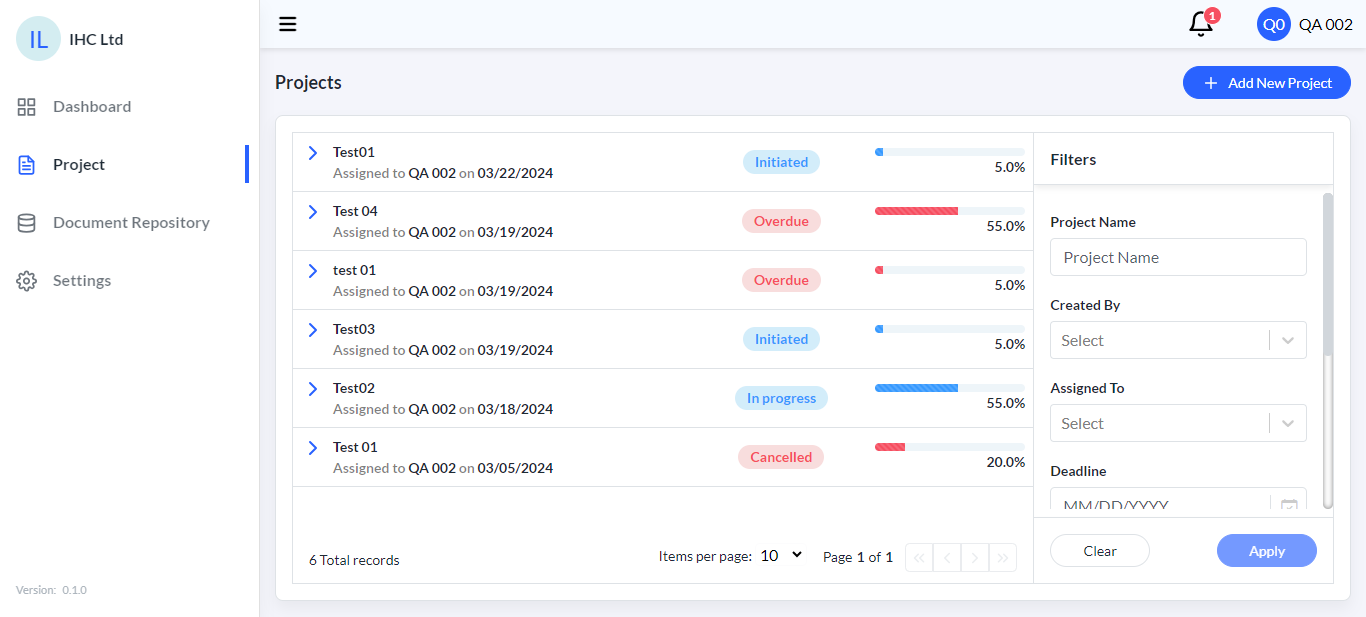 IL IHC Ltd
1
Q0 QA 002
Dashboard
Project
Document Repository
Settings
Version: 0.1.0
Projects
Add New Project
Test01
Assigned to QA 002 on 03/22/2024
Initiated
5.0%
Test 04
Assigned to QA 002 on 03/19/2024
Overdue
55.0%
test 01
Assigned to QA 002 on 03/19/2024
Overdue
5.0%
Test03
Assigned to QA 002 on 03/19/2024
Initiated
5.0%
Test02
Assigned to QA 002 on 03/18/2024
In progress
55.0%
Test 01
Assigned to QA 002 on 03/05/2024
Cancelled
20.0%
6 Total records
Items per page: 10
Page 1 of 1
Filters
Project Name
Project Name
Created By
Select
Assigned To
Select
Deadline
MM/DD/YYYY
Clear
Apply